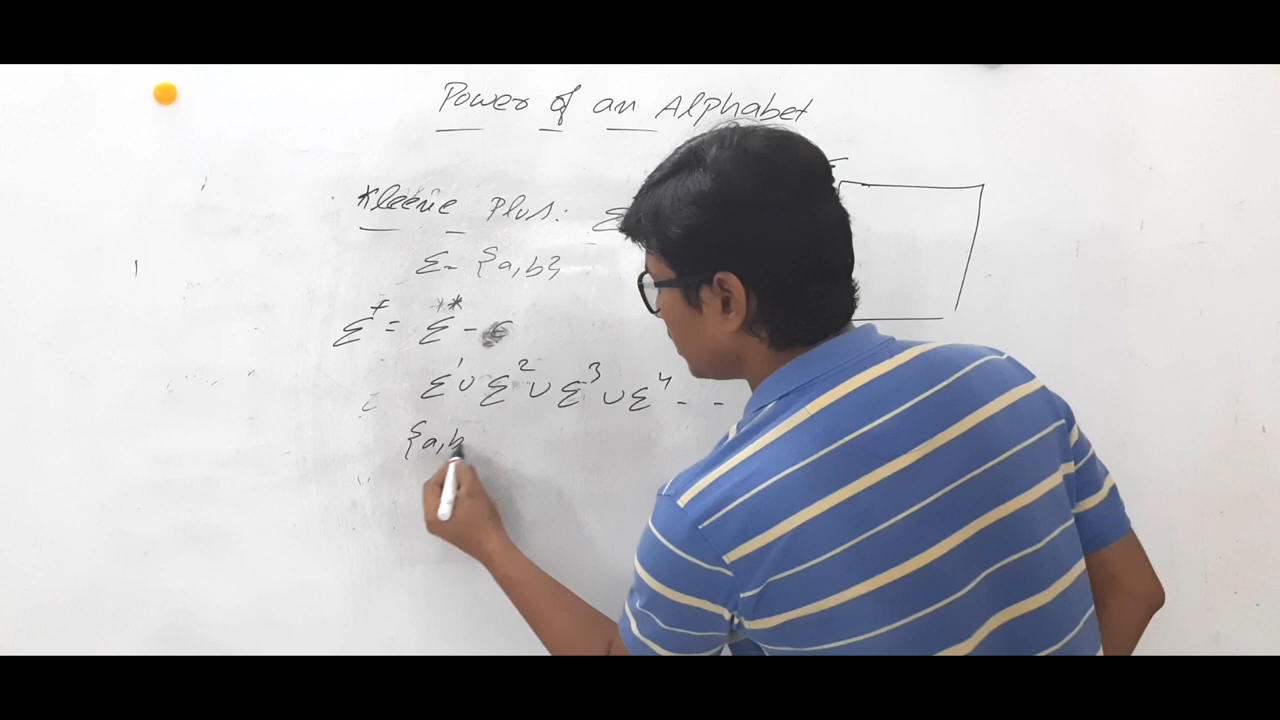 Power of an Alphabet
Kleene Plus: Σ
Σ = {a,b}
Σ⁺ = Σ** - ϵ
= Σ¹ ∪ Σ² ∪ Σ³ ∪ Σ⁴ - -
{a,b